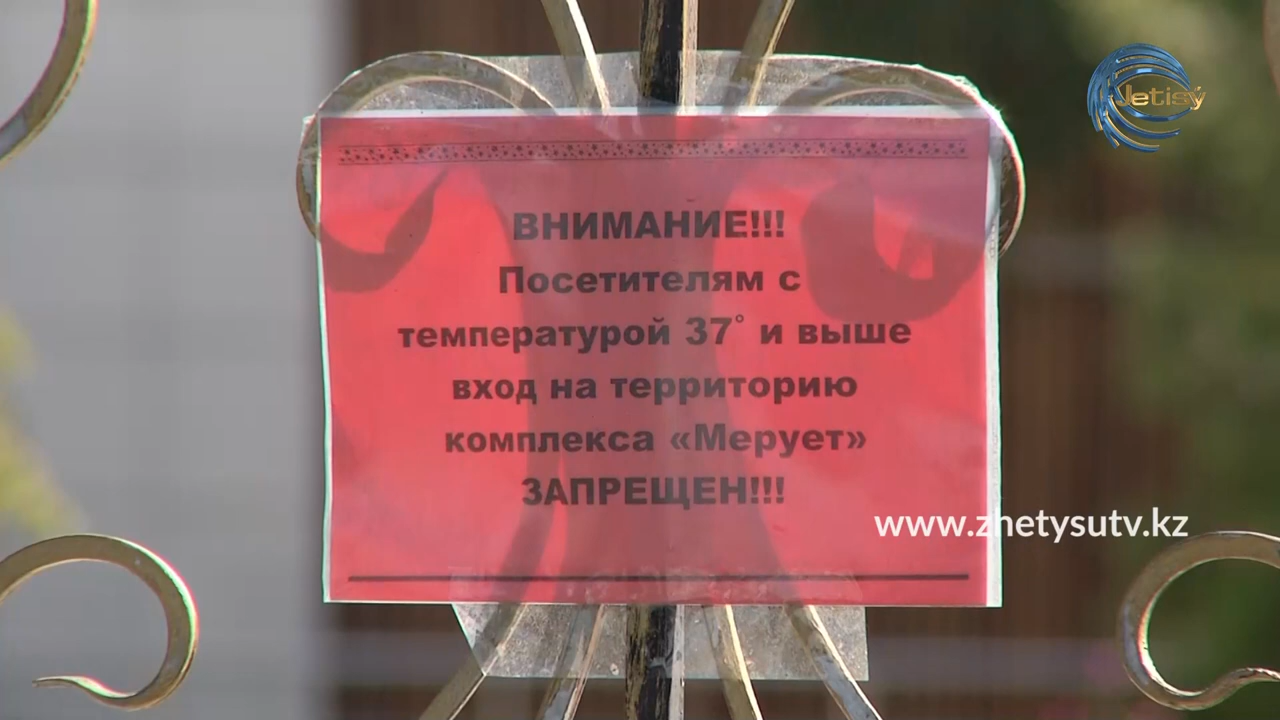 Jetisý
ВНИМАНИЕ!!!
Посетителям с
температурой 37° и выше
вход на территорию
комплекса «Мерует»
ЗАПРЕЩЕН!!!
www.zhetysutv.kz